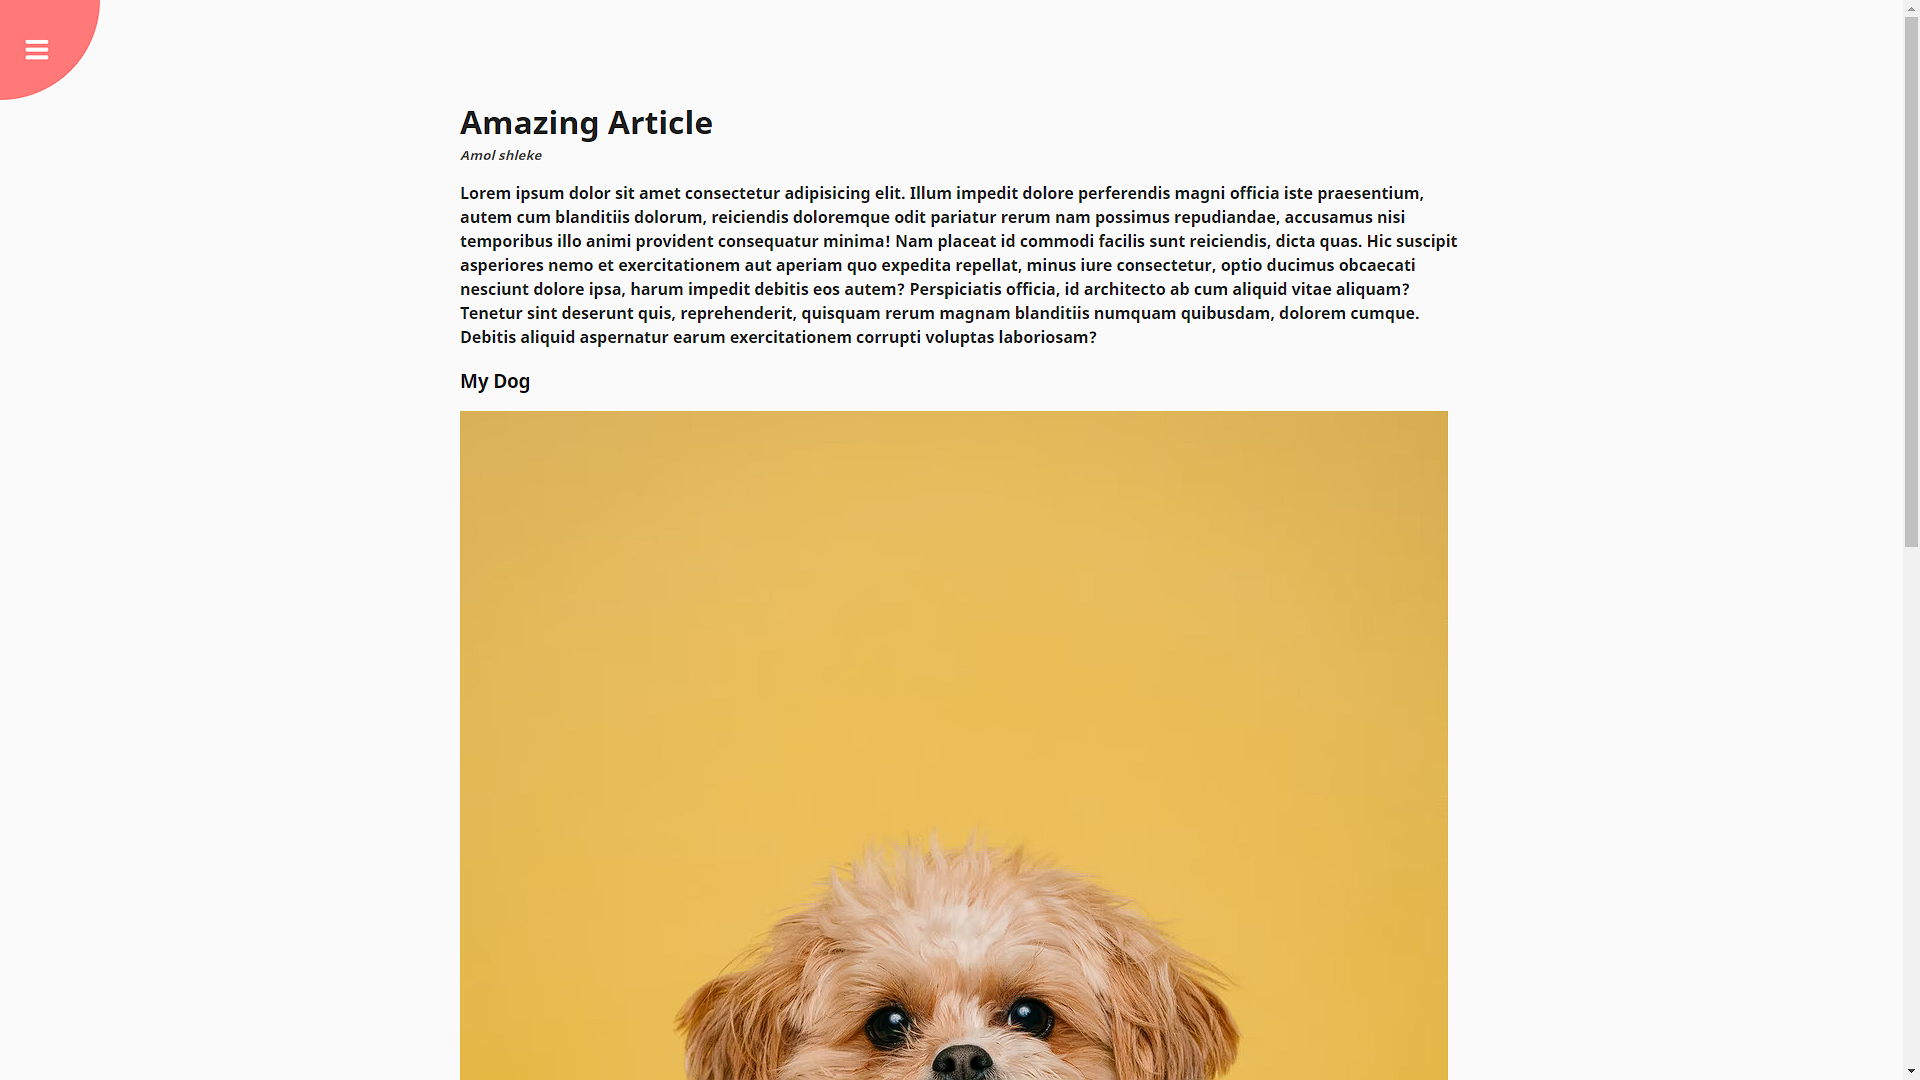 Amazing Article
Amol shleke
Lorem ipsum dolor sit amet consectetur adipisicing elit. Illum impedit dolore perferendis magni officia iste praesentium,
autem cum blanditiis dolorum, reiciendis doloremque odit pariatur rerum nam possimus repudiandae, accusamus nisi
temporibus illo animi provident consequatur minima! Nam placeat id commodi facilis sunt reiciendis, dicta quas. Hic suscipit
asperiores nemo et exercitationem aut aperiam quo expedita repellat, minus iure consectetur, optio ducimus obcaecati
nesciunt dolore ipsa, harum impedit debitis eos autem? Perspiciatis officia, id architecto ab cum aliquid vitae aliquam?
Tenetur sint deserunt quis, reprehenderit, quisquam rerum magnam blanditiis numquam quibusdam, dolorem cumque.
Debitis aliquid aspernatur earum exercitationem corrupti voluptas laboriosam?
My Dog